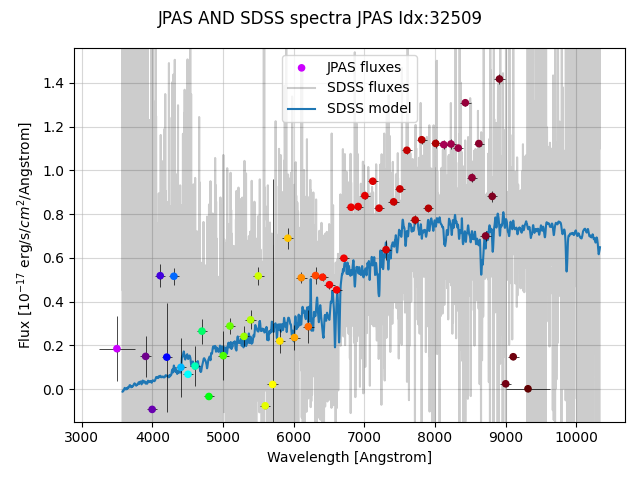 JPAS AND SDSS spectra JPAS Idx:32509
JPAS fluxes
SDSS fluxes
SDSS model
1.4
1.2
1.0
0.8
0.6
0.4
0.2
0.0
Flux [10⁻¹⁷ erg/s/cm²/Angstrom]
3000 4000 5000 6000 7000 8000 9000 10000
Wavelength [Angstrom]